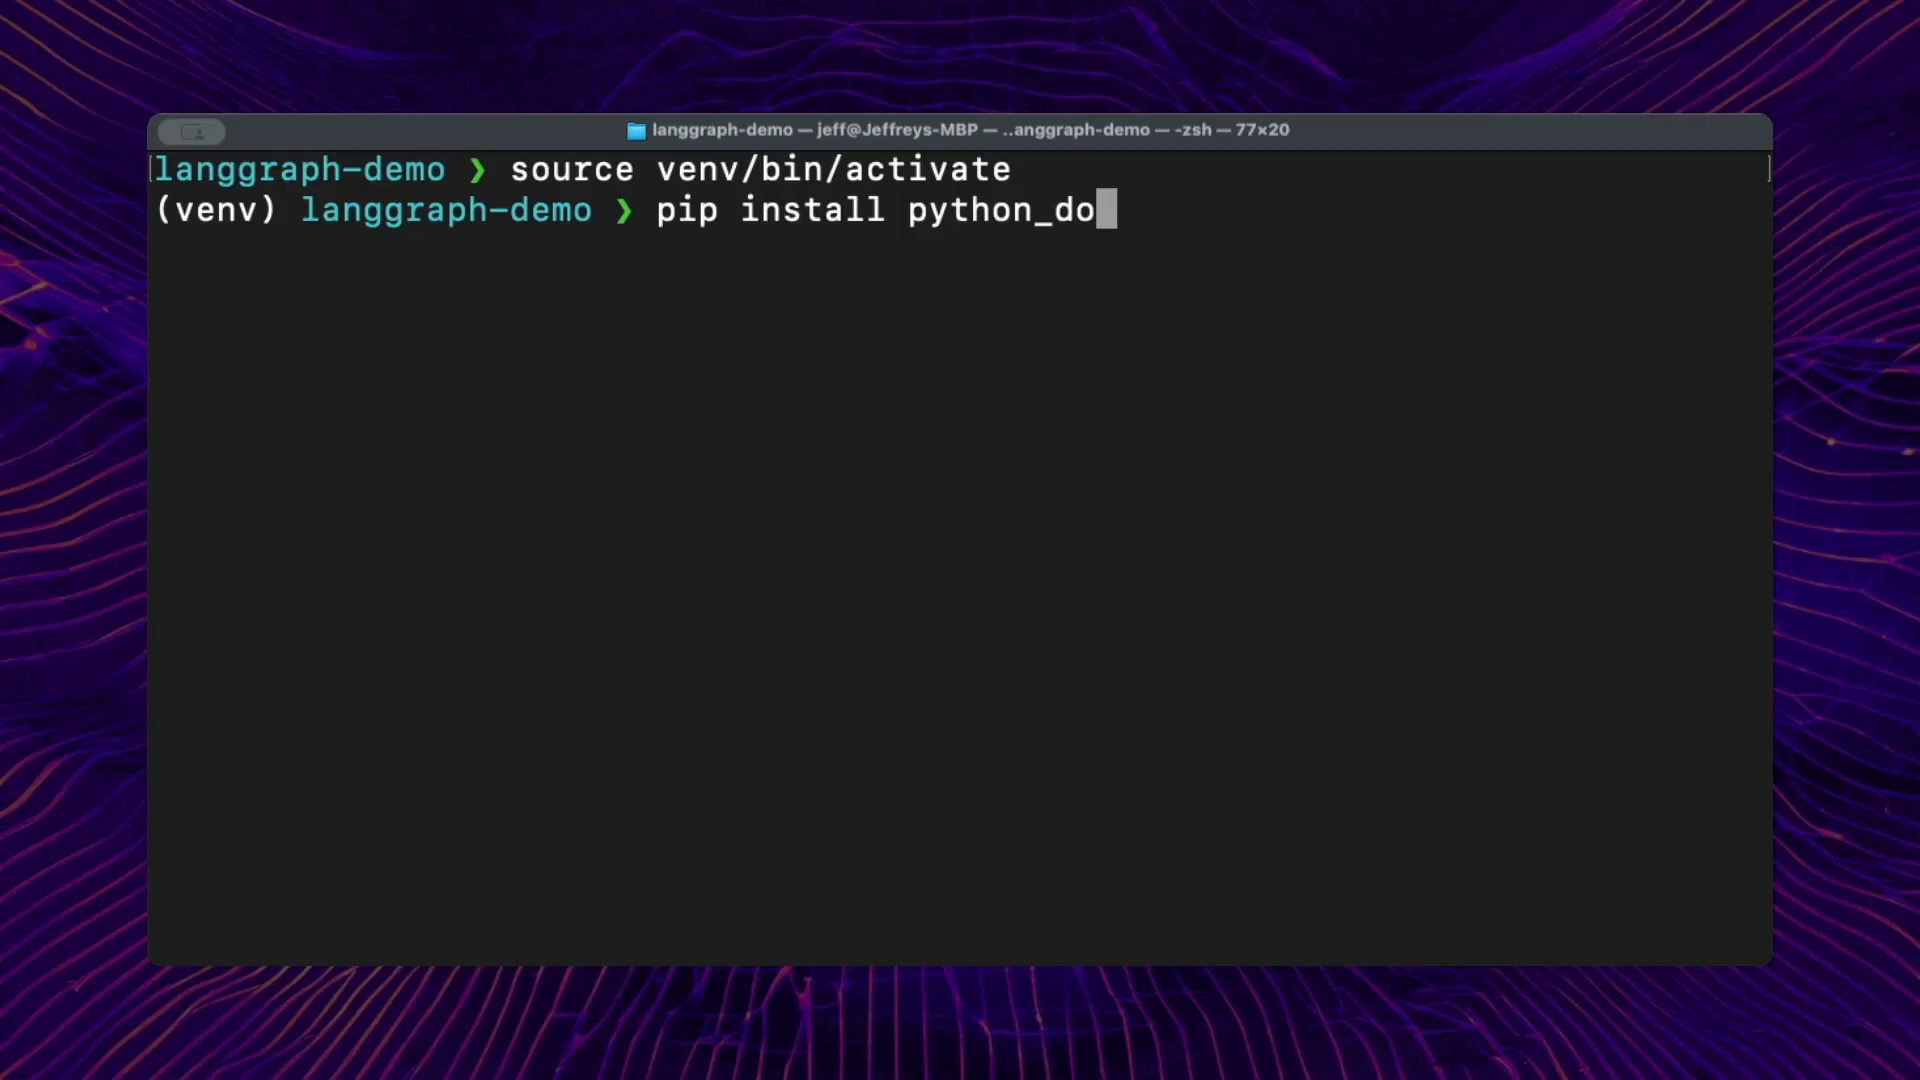 langgraph-demo — jeff@Jeffreys-MBP — ..anggraph-demo — -zsh — 77×20
langgraph-demo ❯ source venv/bin/activate
(venv) langgraph-demo ❯ pip install python_do